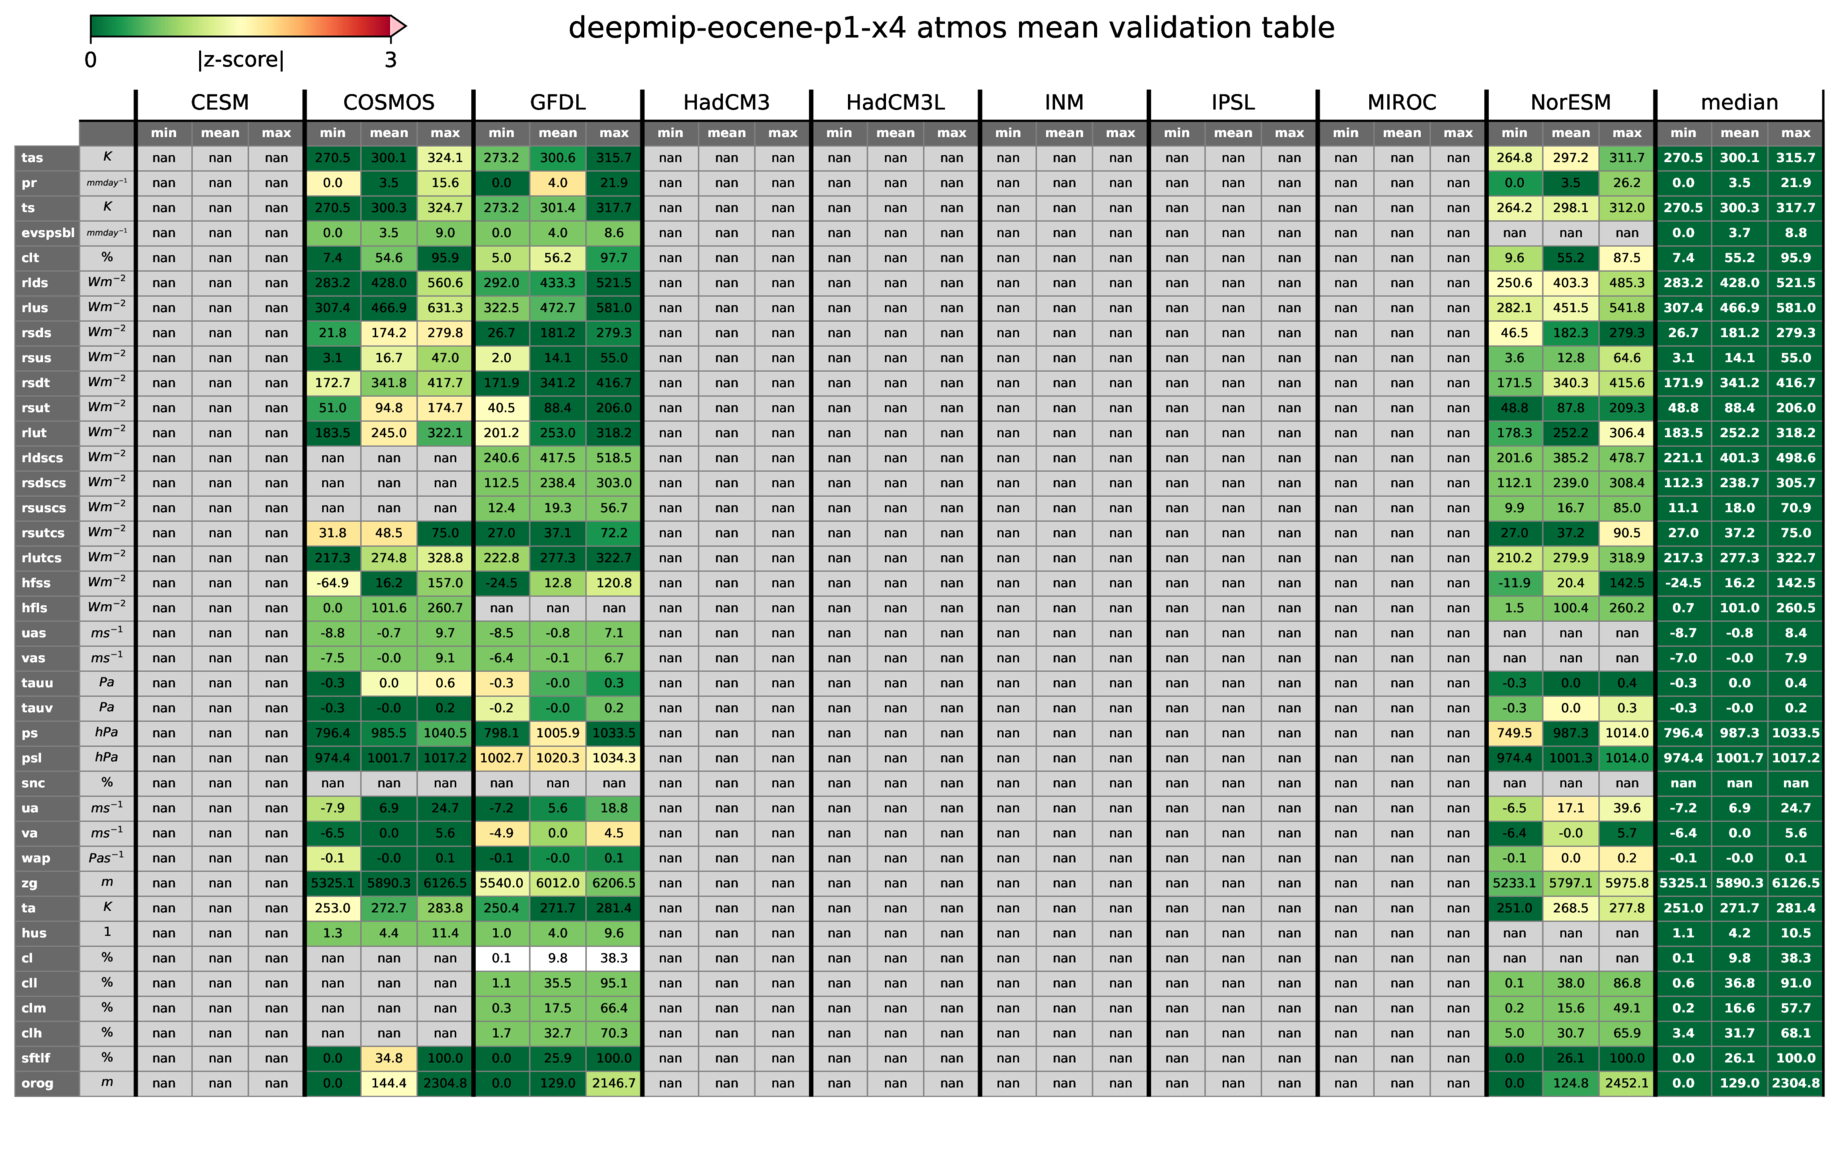 deepmip-eocene-p1-x4 atmos mean validation table
0 |z-score| 3
CESM COSMOS GFDL HadCM3 HadCM3L INM IPSL MIROC NorESM median
min mean max min mean max min mean max min mean max min mean max min mean max min mean max min mean max min mean max min mean max
tas K nan nan nan 270.5 300.1 324.1 273.2 300.6 315.7 nan nan nan nan nan nan nan nan nan nan nan nan nan nan nan 264.8 297.2 311.7 270.5 300.1 315.7
pr mmday⁻¹ nan nan nan 0.0 3.5 15.6 0.0 4.0 21.9 nan nan nan nan nan nan nan nan nan nan nan nan nan nan nan 0.0 3.5 26.2 0.0 3.5 21.9
ts K nan nan nan 270.5 300.3 324.7 273.2 301.4 317.7 nan nan nan nan nan nan nan nan nan nan nan nan nan nan nan 264.2 298.1 312.0 270.5 300.3 317.7
evspsbl mmday⁻¹ nan nan nan 0.0 3.5 9.0 0.0 4.0 8.6 nan nan nan nan nan nan nan nan nan nan nan nan nan nan nan nan nan nan 0.0 3.7 8.8
clt % nan nan nan 7.4 54.6 95.9 5.0 56.2 97.7 nan nan nan nan nan nan nan nan nan nan nan nan nan nan nan 9.6 55.2 87.5 7.4 55.2 95.9
rlds Wm⁻² nan nan nan 283.2 428.0 560.6 292.0 433.3 521.5 nan nan nan nan nan nan nan nan nan nan nan nan nan nan nan 250.6 403.3 485.3 283.2 428.0 521.5
rlus Wm⁻² nan nan nan 307.4 466.9 631.3 322.5 472.7 581.0 nan nan nan nan nan nan nan nan nan nan nan nan nan nan nan 282.1 451.5 541.8 307.4 466.9 581.0
rsds Wm⁻² nan nan nan 21.8 174.2 279.8 26.7 181.2 279.3 nan nan nan nan nan nan nan nan nan nan nan nan nan nan nan 46.5 182.3 279.3 26.7 181.2 279.3
rsus Wm⁻² nan nan nan 3.1 16.7 47.0 2.0 14.1 55.0 nan nan nan nan nan nan nan nan nan nan nan nan nan nan nan 3.6 12.8 64.6 3.1 14.1 55.0
rsdt Wm⁻² nan nan nan 172.7 341.8 417.7 171.9 341.2 416.7 nan nan nan nan nan nan nan nan nan nan nan nan nan nan nan 171.5 340.3 415.6 171.9 341.2 416.7
rsut Wm⁻² nan nan nan 51.0 94.8 174.7 40.5 88.4 206.0 nan nan nan nan nan nan nan nan nan nan nan nan nan nan nan 48.8 87.8 209.3 48.8 88.4 206.0
rlut Wm⁻² nan nan nan 183.5 245.0 322.1 201.2 253.0 318.2 nan nan nan nan nan nan nan nan nan nan nan nan nan nan nan 178.3 252.2 306.4 183.5 252.2 318.2
rldscs Wm⁻² nan nan nan nan nan nan 240.6 417.5 518.5 nan nan nan nan nan nan nan nan nan nan nan nan nan nan nan 201.6 385.2 478.7 221.1 401.3 498.6
rsdscs Wm⁻² nan nan nan nan nan nan 112.5 238.4 303.0 nan nan nan nan nan nan nan nan nan nan nan nan nan nan nan 112.1 239.0 308.4 112.3 238.7 305.7
rsuscs Wm⁻² nan nan nan nan nan nan 12.4 19.3 56.7 nan nan nan nan nan nan nan nan nan nan nan nan nan nan nan 9.9 16.7 85.0 11.1 18.0 70.9
rsutcs Wm⁻² nan nan nan 31.8 48.5 75.0 27.0 37.1 72.2 nan nan nan nan nan nan nan nan nan nan nan nan nan nan nan 27.0 37.2 90.5 27.0 37.2 75.0
rlutcs Wm⁻² nan nan nan 217.3 274.8 328.8 222.8 277.3 322.7 nan nan nan nan nan nan nan nan nan nan nan nan nan nan nan 210.2 279.9 318.9 217.3 277.3 322.7
hfss Wm⁻² nan nan nan -64.9 16.2 157.0 -24.5 12.8 120.8 nan nan nan nan nan nan nan nan nan nan nan nan nan nan nan -11.9 20.4 142.5 -24.5 16.2 142.5
hfls Wm⁻² nan nan nan 0.0 101.6 260.7 nan nan nan nan nan nan nan nan nan nan nan nan nan nan nan nan nan nan 1.5 100.4 260.2 0.7 101.0 260.5
uas ms⁻¹ nan nan nan -8.8 -0.7 9.7 -8.5 -0.8 7.1 nan nan nan nan nan nan nan nan nan nan nan nan nan nan nan nan nan nan -8.7 -0.8 8.4
vas ms⁻¹ nan nan nan -7.5 -0.0 9.1 -6.4 -0.1 6.7 nan nan nan nan nan nan nan nan nan nan nan nan nan nan nan nan nan nan -7.0 -0.0 7.9
tauu Pa nan nan nan -0.3 0.0 0.6 -0.3 -0.0 0.3 nan nan nan nan nan nan nan nan nan nan nan nan nan nan nan -0.3 0.0 0.4 -0.3 0.0 0.4
tauv Pa nan nan nan -0.3 -0.0 0.2 -0.2 -0.0 0.2 nan nan nan nan nan nan nan nan nan nan nan nan nan nan nan -0.3 0.0 0.3 -0.3 -0.0 0.2
ps hPa nan nan nan 796.4 985.5 1040.5 798.1 1005.9 1033.5 nan nan nan nan nan nan nan nan nan nan nan nan nan nan nan 749.5 987.3 1014.0 796.4 987.3 1033.5
psl hPa nan nan nan 974.4 1001.7 1017.2 1002.7 1020.3 1034.3 nan nan nan nan nan nan nan nan nan nan nan nan nan nan nan 974.4 1001.3 1014.0 974.4 1001.7 1017.2
snc % nan nan nan nan nan nan nan nan nan nan nan nan nan nan nan nan nan nan nan nan nan nan nan nan nan nan nan nan nan nan
ua ms⁻¹ nan nan nan -7.9 6.9 24.7 -7.2 5.6 18.8 nan nan nan nan nan nan nan nan nan nan nan nan nan nan nan -6.5 17.1 39.6 -7.2 6.9 24.7
va ms⁻¹ nan nan nan -6.5 0.0 5.6 -4.9 0.0 4.5 nan nan nan nan nan nan nan nan nan nan nan nan nan nan nan -6.4 -0.0 5.7 -6.4 0.0 5.6
wap Pas⁻¹ nan nan nan -0.1 -0.0 0.1 -0.1 -0.0 0.1 nan nan nan nan nan nan nan nan nan nan nan nan nan nan nan -0.1 0.0 0.2 -0.1 -0.0 0.1
zg m nan nan nan 5325.1 5890.3 6126.5 5540.0 6012.0 6206.5 nan nan nan nan nan nan nan nan nan nan nan nan nan nan nan 5233.1 5797.1 5975.8 5325.1 5890.3 6126.5
ta K nan nan nan 253.0 272.7 283.8 250.4 271.7 281.4 nan nan nan nan nan nan nan nan nan nan nan nan nan nan nan 251.0 268.5 277.8 251.0 271.7 281.4
hus 1 nan nan nan 1.3 4.4 11.4 1.0 4.0 9.6 nan nan nan nan nan nan nan nan nan nan nan nan nan nan nan nan nan nan 1.1 4.2 10.5
cl % nan nan nan nan nan nan 0.1 9.8 38.3 nan nan nan nan nan nan nan nan nan nan nan nan nan nan nan nan nan nan 0.1 9.8 38.3
cll % nan nan nan nan nan nan 1.1 35.5 95.1 nan nan nan nan nan nan nan nan nan nan nan nan nan nan nan 0.1 38.0 86.8 0.6 36.8 91.0
clm % nan nan nan nan nan nan 0.3 17.5 66.4 nan nan nan nan nan nan nan nan nan nan nan nan nan nan nan 0.2 15.6 49.1 0.2 16.6 57.7
clh % nan nan nan nan nan nan 1.7 32.7 70.3 nan nan nan nan nan nan nan nan nan nan nan nan nan nan nan 5.0 30.7 65.9 3.4 31.7 68.1
sftlf % nan nan nan 0.0 34.8 100.0 0.0 25.9 100.0 nan nan nan nan nan nan nan nan nan nan nan nan nan nan nan 0.0 26.1 100.0 0.0 26.1 100.0
orog m nan nan nan 0.0 144.4 2304.8 0.0 129.0 2146.7 nan nan nan nan nan nan nan nan nan nan nan nan nan nan nan 0.0 124.8 2452.1 0.0 129.0 2304.8